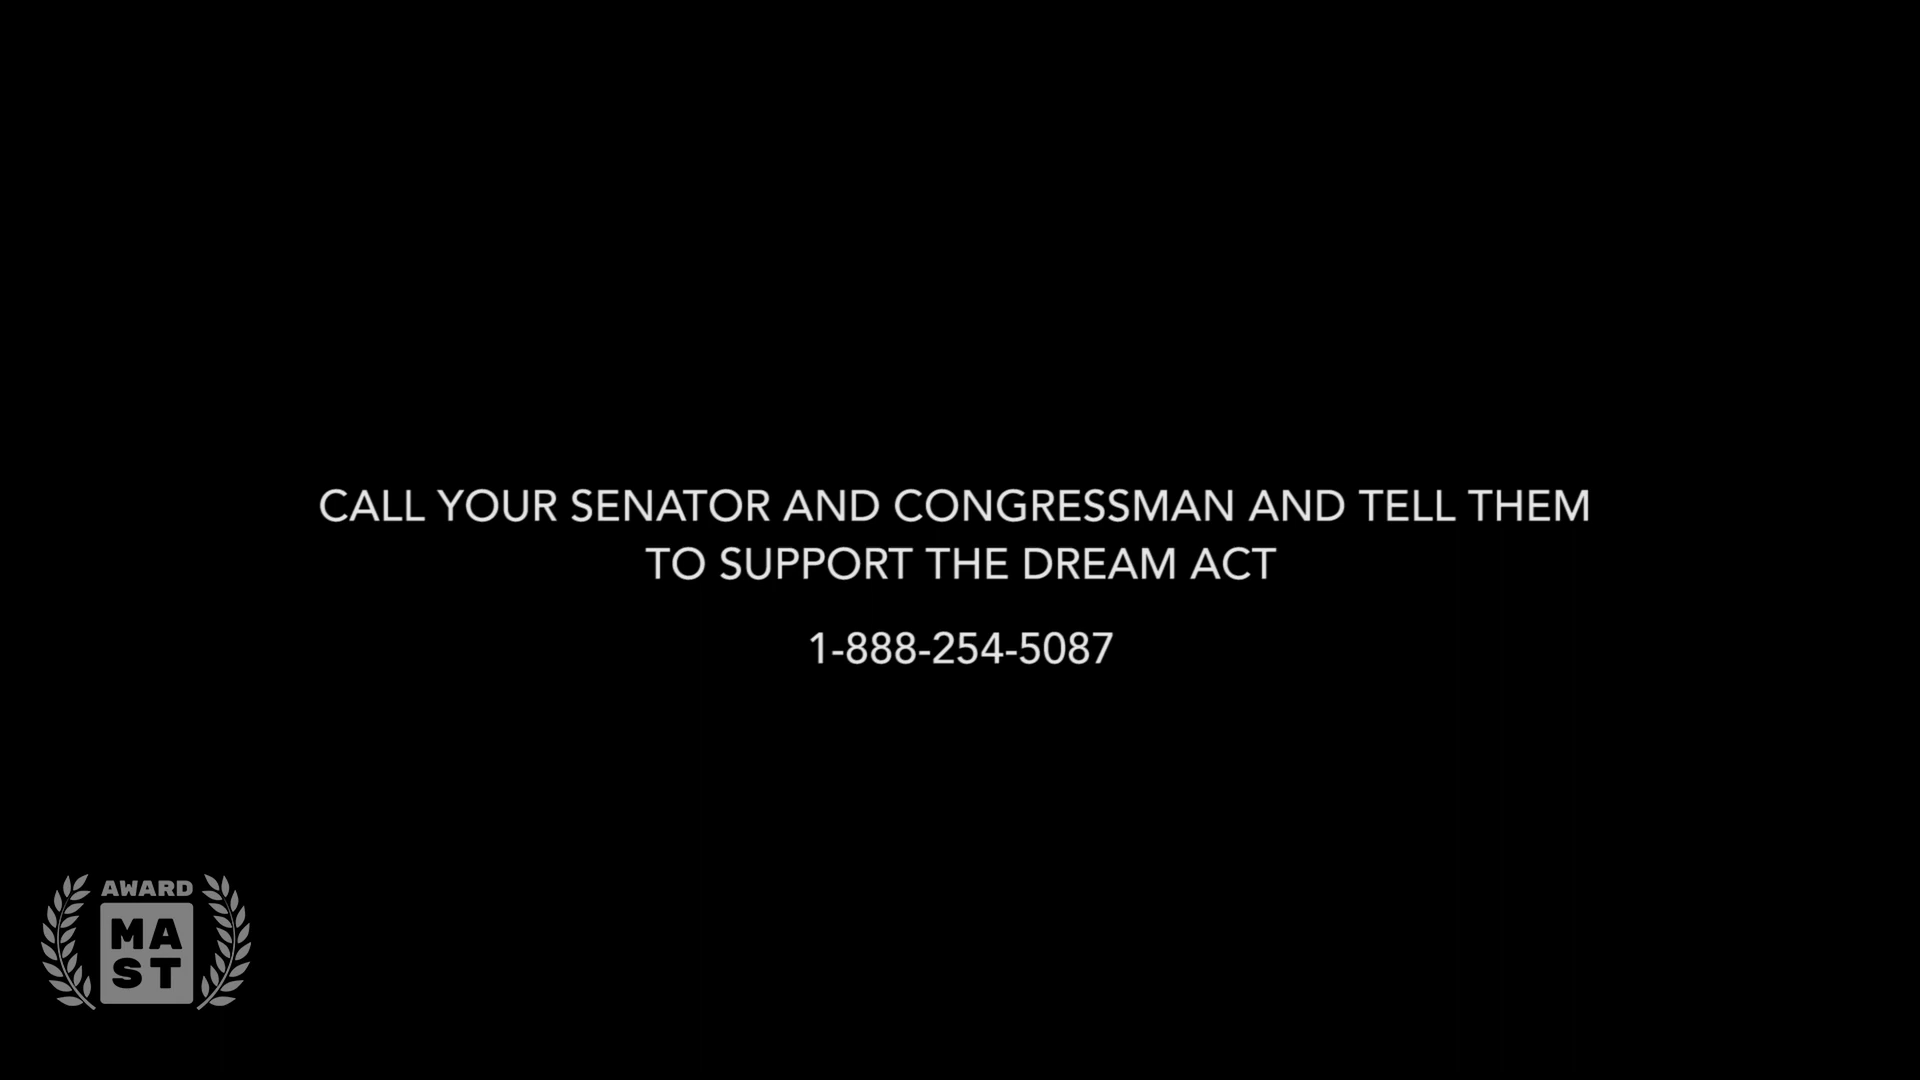 CALL YOUR SENATOR AND CONGRESSMAN AND TELL THEM
TO SUPPORT THE DREAM ACT
1-888-254-5087
AWARD
MA
ST